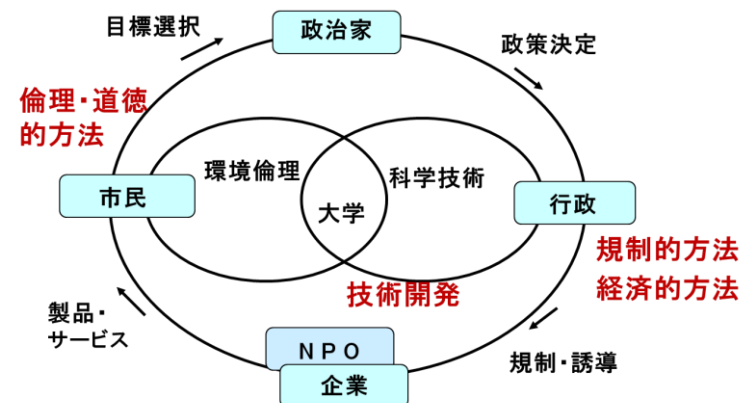 目標選択
政治家
政策決定
倫理・道徳
的方法
環境倫理
科学技術
市民
大学
行政
規制的方法
経済的方法
技術開発
製品・
サービス
NPO
規制・誘導
企業